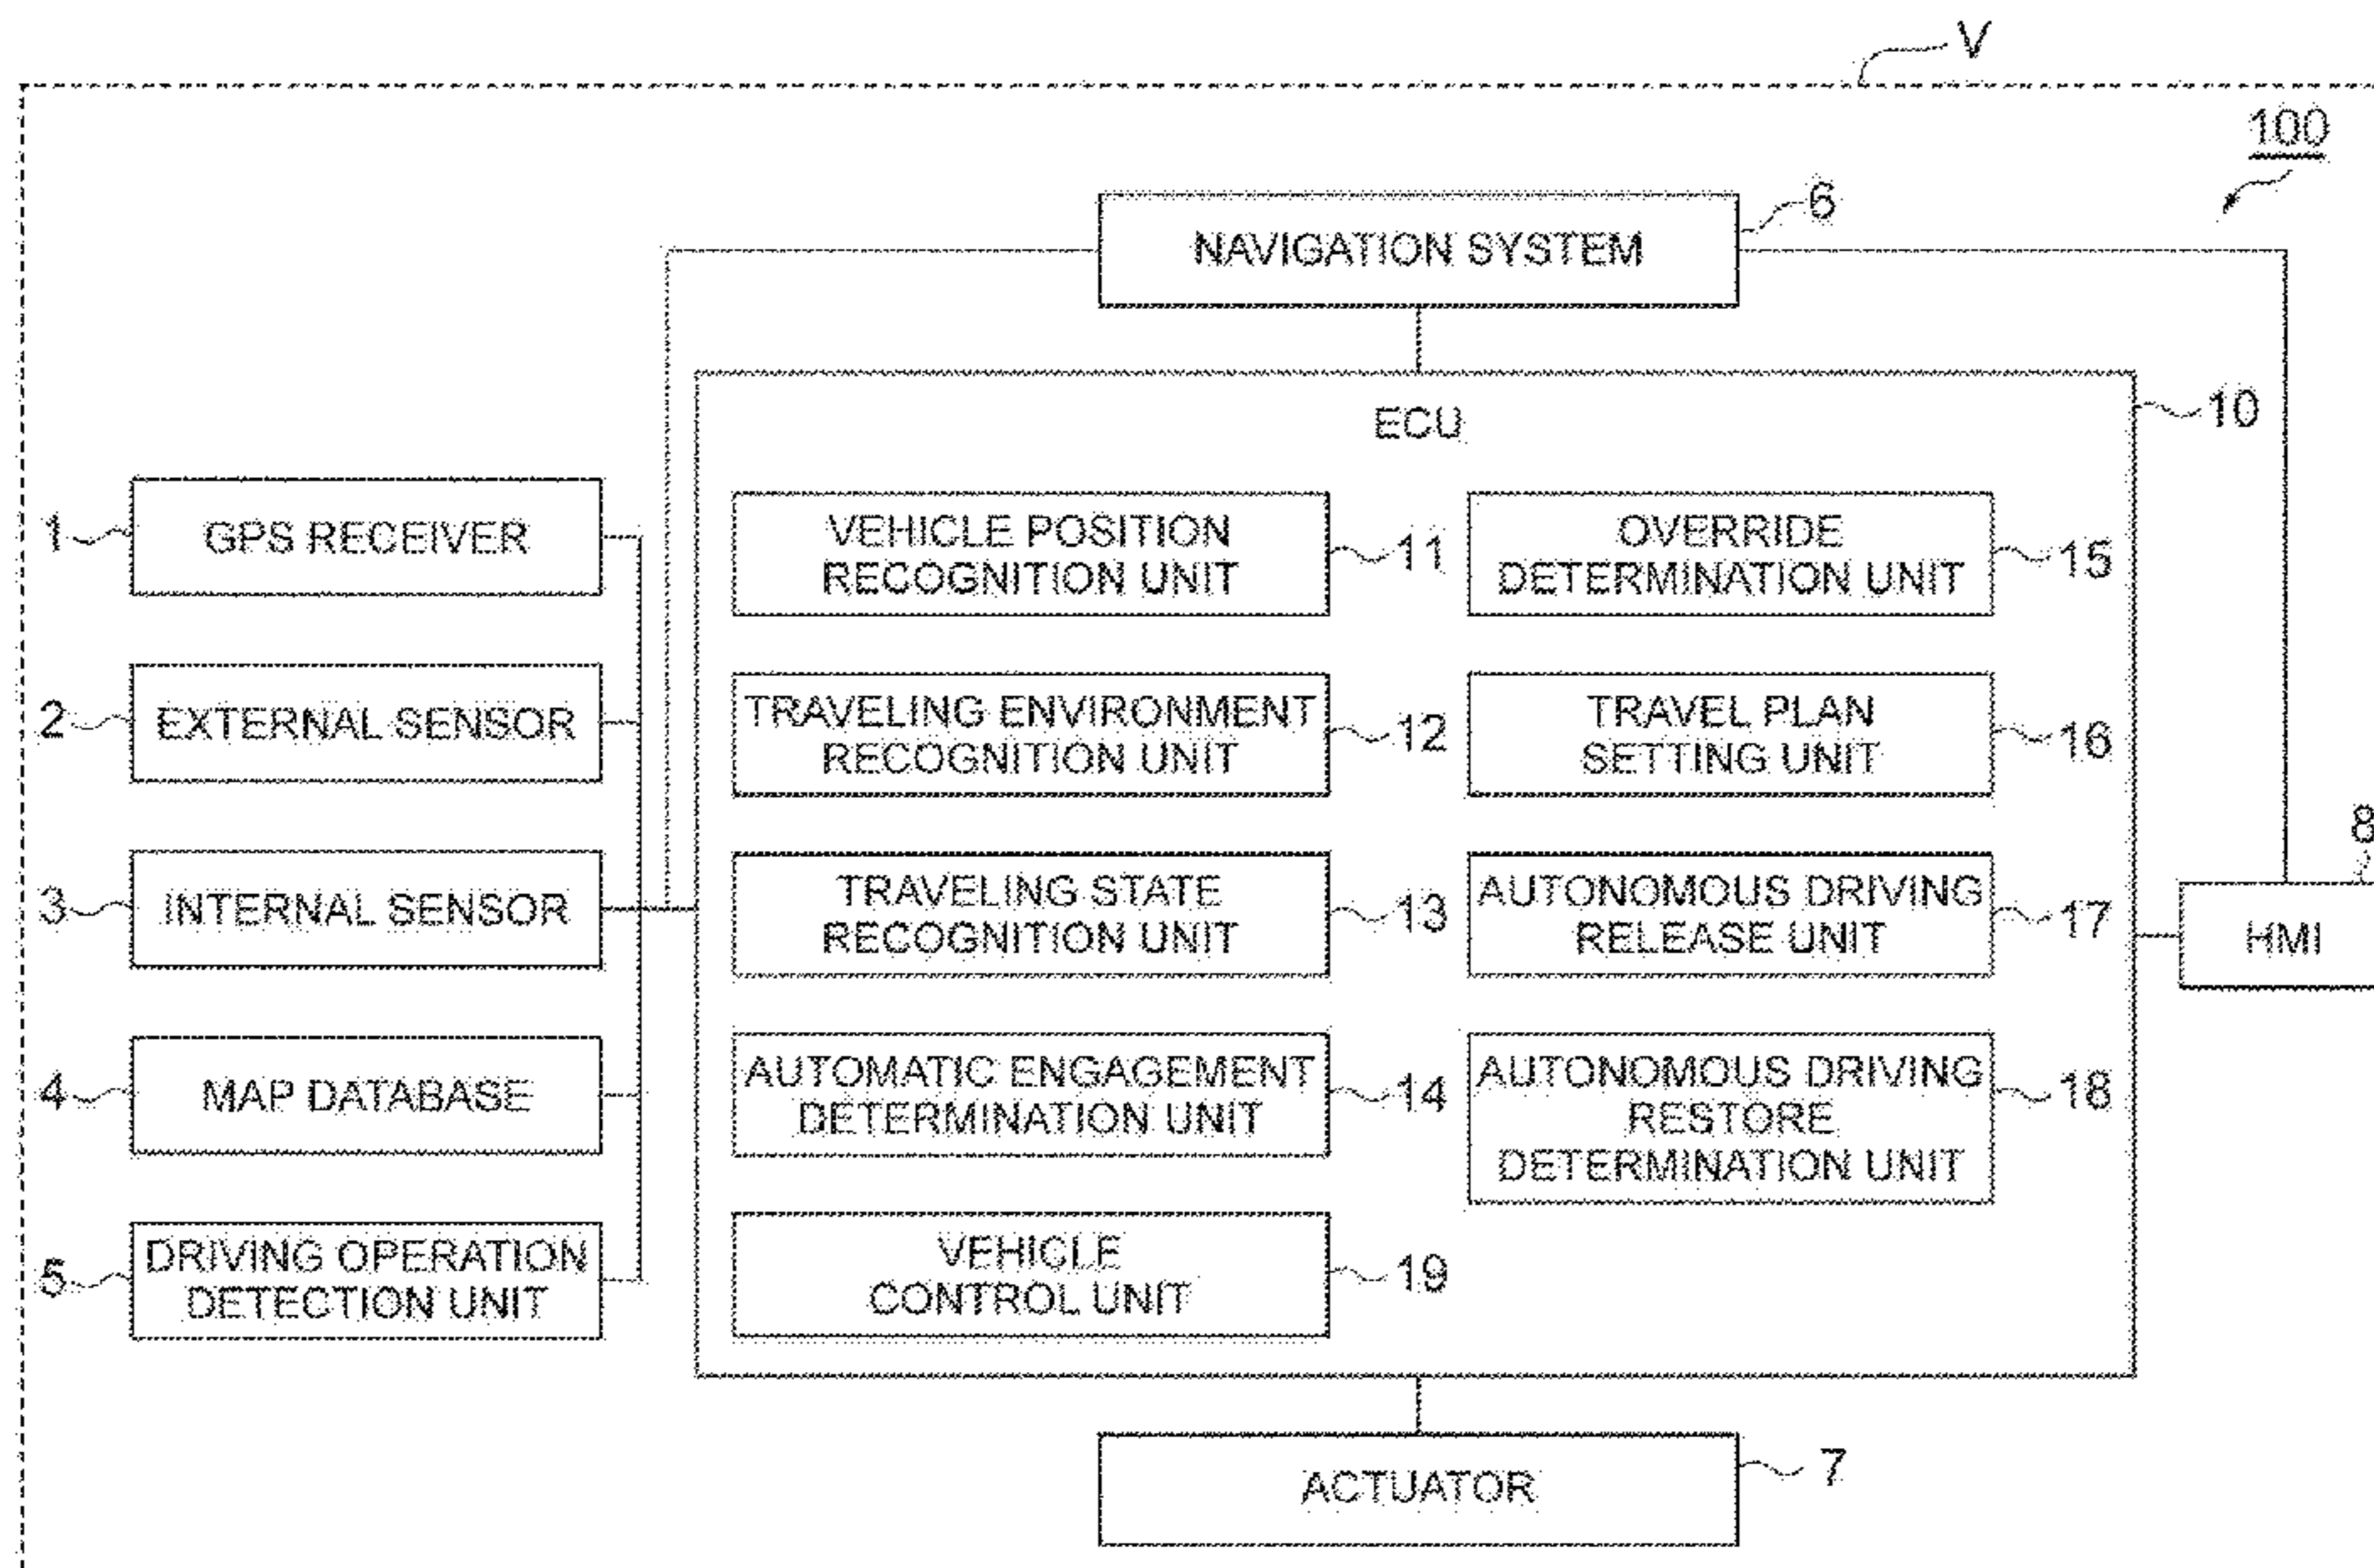 V
100
NAVIGATION SYSTEM
6
ECU
10
1
GPS RECEIVER
2
EXTERNAL SENSOR
3
INTERNAL SENSOR
4
MAP DATABASE
5
DRIVING OPERATION
DETECTION UNIT
VEHICLE POSITION
RECOGNITION UNIT
11
TRAVELING ENVIRONMENT
RECOGNITION UNIT
12
TRAVELING STATE
RECOGNITION UNIT
13
AUTOMATIC ENGAGEMENT
DETERMINATION UNIT
14
VEHICLE
CONTROL UNIT
19
OVERRIDE
DETERMINATION UNIT
15
TRAVEL PLAN
SETTING UNIT
16
AUTONOMOUS DRIVING
RELEASE UNIT
17
AUTONOMOUS DRIVING
RESTORE
DETERMINATION UNIT
18
8
HMI
ACTUATOR
7